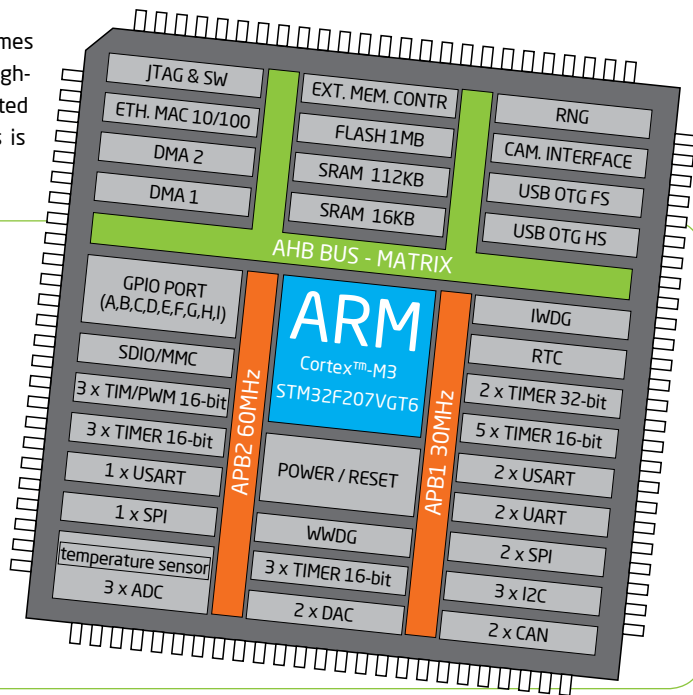 mes
igh-
ted
s is
JTAG & SW
ETH. MAC 10/100
DMA 2
DMA 1
EXT. MEM. CONTR
FLASH 1MB
SRAM 112KB
SRAM 16KB
RNG
CAM. INTERFACE
USB OTG FS
USB OTG HS
AHB BUS - MATRIX
GPIO PORT
(A,B,C,D,E,F,G,H,I)
SDIO/MMC
3 x TIM/PWM 16-bit
3 x TIMER 16-bit
1 x USART
1 x SPI
temperature sensor
3 x ADC
APB2 60MHz
ARM
Cortex™-M3
STM32F207VGT6
POWER / RESET
WWDG
3 x TIMER 16-bit
2 x DAC
APB1 30MHz
IWDG
RTC
2 x TIMER 32-bit
5 x TIMER 16-bit
2 x USART
2 x UART
2 x SPI
3 x I2C
2 x CAN